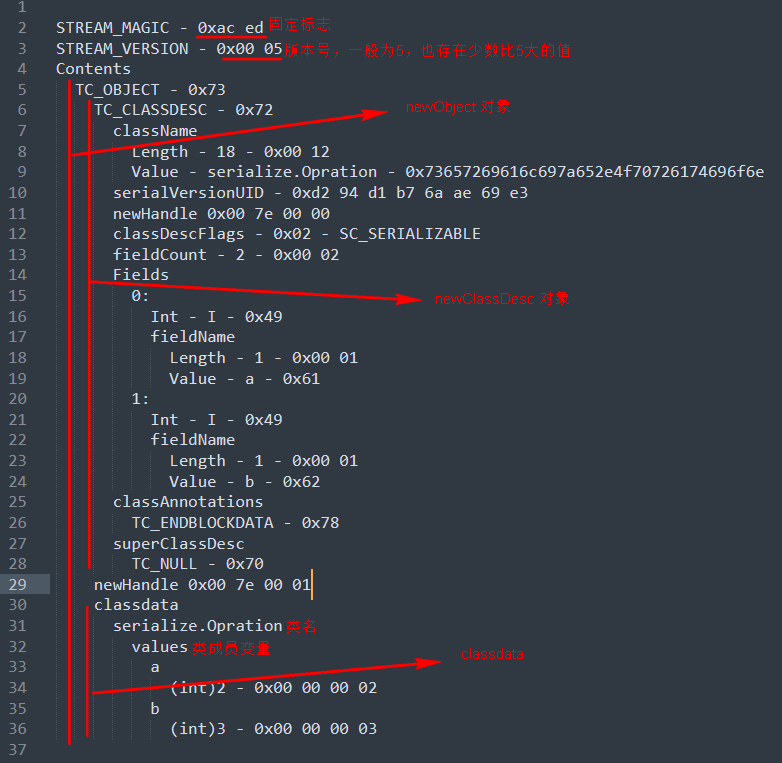 1
2 STREAM_MAGIC - 0xac ed 固定标志
3 STREAM_VERSION - 0x00 05 版本号，一般为5，也存在少数比5大的值
4 Contents
5 TC_OBJECT - 0x73
6 TC_CLASSDESC - 0x72 newObject 对象
7 className
8 Length - 18 - 0x00 12
9 Value - serialize.Opration - 0x73657269616c697a652e4f70726174696f6e
10 serialVersionUID - 0xd2 94 d1 b7 6a ae 69 e3
11 newHandle 0x00 7e 00 00
12 classDescFlags - 0x02 - SC_SERIALIZABLE
13 fieldCount - 2 - 0x00 02
14 Fields
15 0: newClassDesc 对象
16 Int - I - 0x49
17 fieldName
18 Length - 1 - 0x00 01
19 Value - a - 0x61
20 1:
21 Int - I - 0x49
22 fieldName
23 Length - 1 - 0x00 01
24 Value - b - 0x62
25 classAnnotations
26 TC_ENDBLOCKDATA - 0x78
27 superClassDesc
28 TC_NULL - 0x70
29 newHandle 0x00 7e 00 01
30 classdata
31 serialize.Opration 类名
32 values 类成员变量 classdata
33 a
34 (int)2 - 0x00 00 00 02
35 b
36 (int)3 - 0x00 00 00 03
37